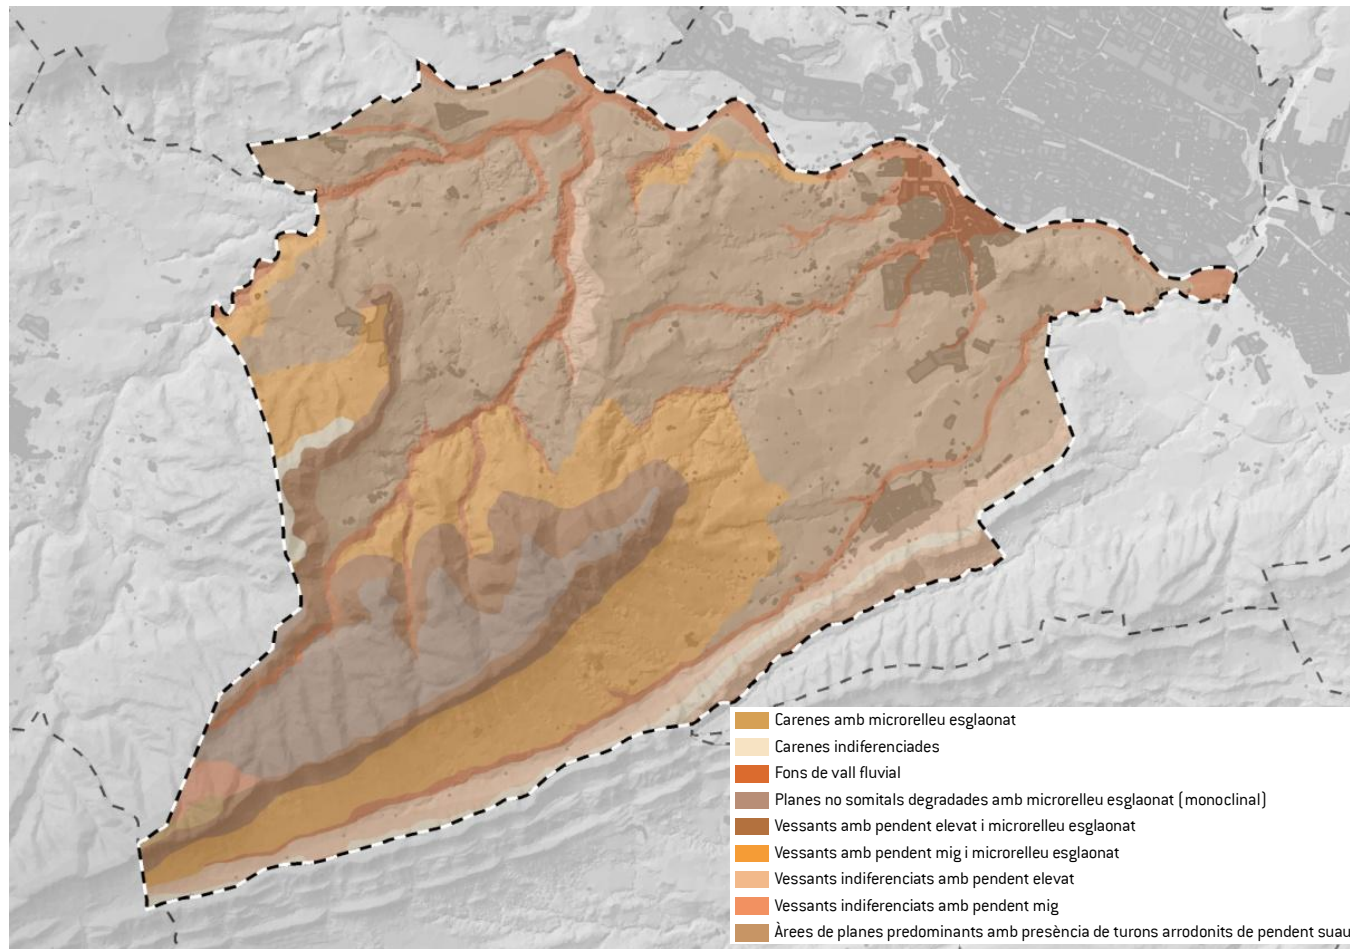 Carenes amb microrelleu esglaonat
Carenes indiferenciades
Fons de vall fluvial
Planes no somitals degradades amb microrelleu esglaonat (monoclinal)
Vessants amb pendent elevat i microrelleu esglaonat
Vessants amb pendent mig i microrelleu esglaonat
Vessants indiferenciats amb pendent elevat
Vessants indiferenciats amb pendent mig
Àrees de planes predominants amb presència de turons arrodonits de pendent suau